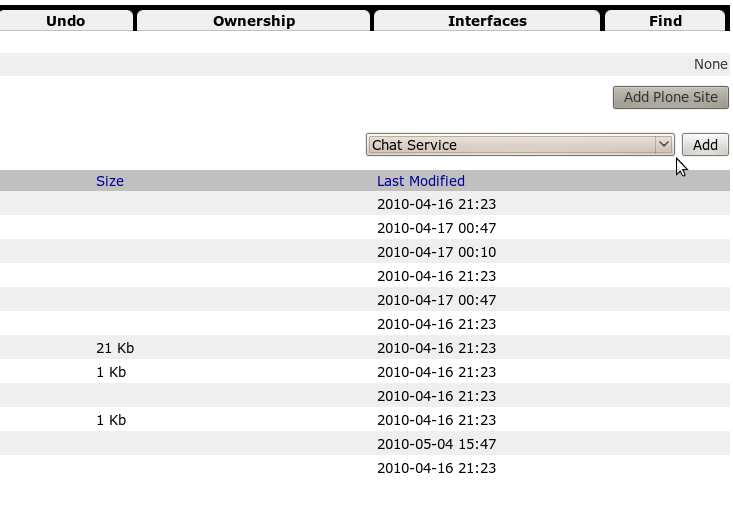 Undo Ownership Interfaces Find
None
Add Plone Site
Chat Service Add
Size Last Modified
2010-04-16 21:23
2010-04-17 00:47
2010-04-17 00:10
2010-04-16 21:23
2010-04-17 00:47
2010-04-16 21:23
21 Kb 2010-04-16 21:23
1 Kb 2010-04-16 21:23
2010-04-16 21:23
1 Kb 2010-04-16 21:23
2010-05-04 15:47
2010-04-16 21:23